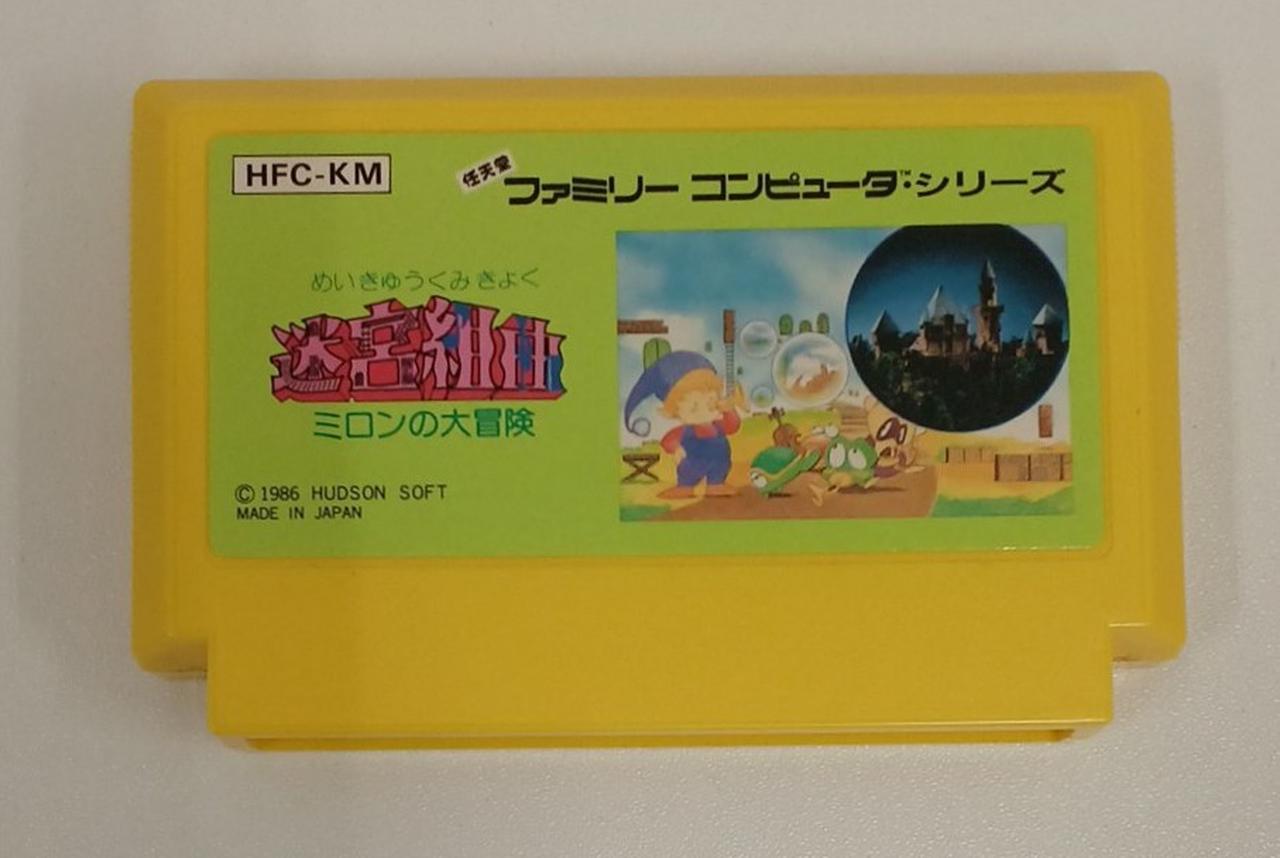 HFC-KM
任天堂 ファミリー コンピュータ™・シリーズ
めいきゅうくみきょく
迷宮組曲
ミロンの大冒険
© 1986 HUDSON SOFT
MADE IN JAPAN